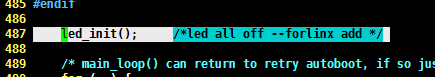 485 #endif
486
487     led_init();     /*led all off --forlinx add */
488
489     /* main_loop() can return to retry autoboot, if so jus
490     for (;;) {